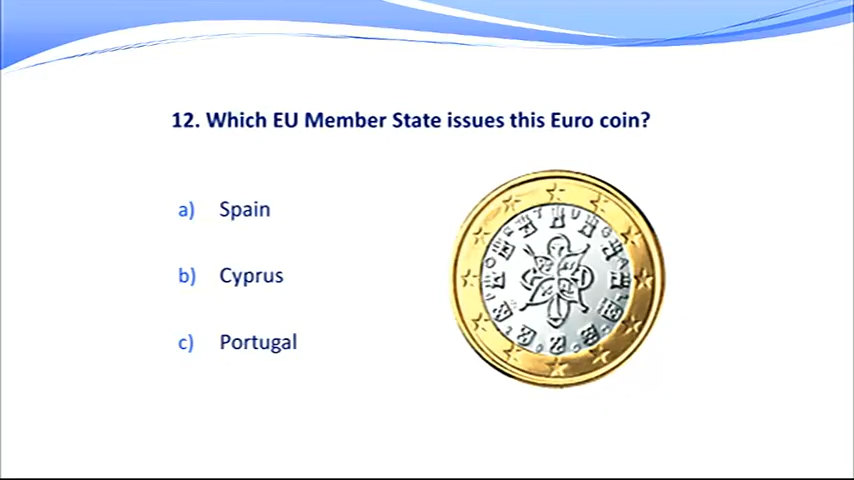 12. Which EU Member State issues this Euro coin?
a) Spain
b) Cyprus
c) Portugal